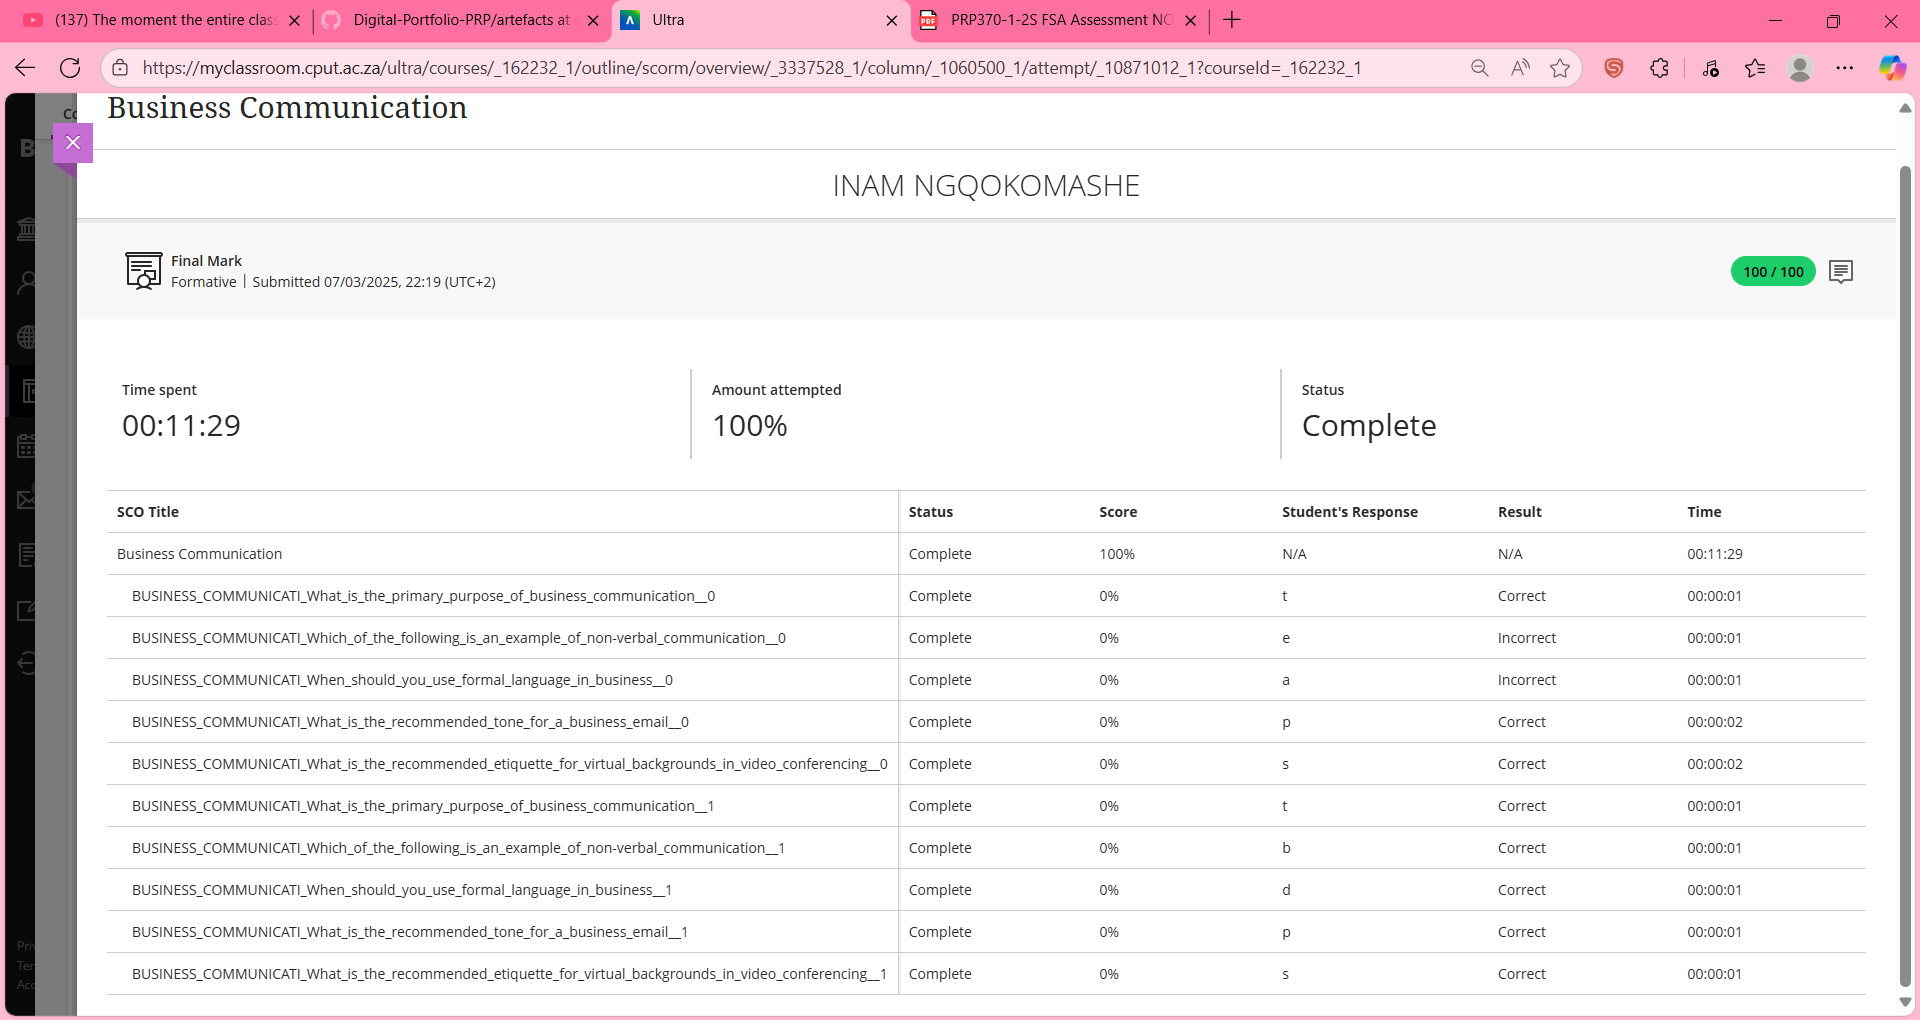 (137) The moment the entire clas
Digital-Portfolio-PRP/artefacts at
Ultra
PRP370-1-2S FSA Assessment NO
https://myclassroom.cput.ac.za/ultra/courses/_162232_1/outline/scorm/overview/_3337528_1/column/_1060500_1/attempt/_10871012_1?courseId=_162232_1
Business Communication
INAM NGQOKOMASHE
Final Mark
Formative | Submitted 07/03/2025, 22:19 (UTC+2)
100 / 100
Time spent
00:11:29
Amount attempted
100%
Status
Complete
SCO Title Status Score Student's Response Result Time
Business Communication Complete 100% N/A N/A 00:11:29
BUSINESS_COMMUNICATI_What_is_the_primary_purpose_of_business_communication__0 Complete 0% t Correct 00:00:01
BUSINESS_COMMUNICATI_Which_of_the_following_is_an_example_of_non-verbal_communication__0 Complete 0% e Incorrect 00:00:01
BUSINESS_COMMUNICATI_When_should_you_use_formal_language_in_business__0 Complete 0% a Incorrect 00:00:01
BUSINESS_COMMUNICATI_What_is_the_recommended_tone_for_a_business_email__0 Complete 0% p Correct 00:00:02
BUSINESS_COMMUNICATI_What_is_the_recommended_etiquette_for_virtual_backgrounds_in_video_conferencing__0 Complete 0% s Correct 00:00:02
BUSINESS_COMMUNICATI_What_is_the_primary_purpose_of_business_communication__1 Complete 0% t Correct 00:00:01
BUSINESS_COMMUNICATI_Which_of_the_following_is_an_example_of_non-verbal_communication__1 Complete 0% b Correct 00:00:01
BUSINESS_COMMUNICATI_When_should_you_use_formal_language_in_business__1 Complete 0% d Correct 00:00:01
BUSINESS_COMMUNICATI_What_is_the_recommended_tone_for_a_business_email__1 Complete 0% p Correct 00:00:01
BUSINESS_COMMUNICATI_What_is_the_recommended_etiquette_for_virtual_backgrounds_in_video_conferencing__1 Complete 0% s Correct 00:00:01